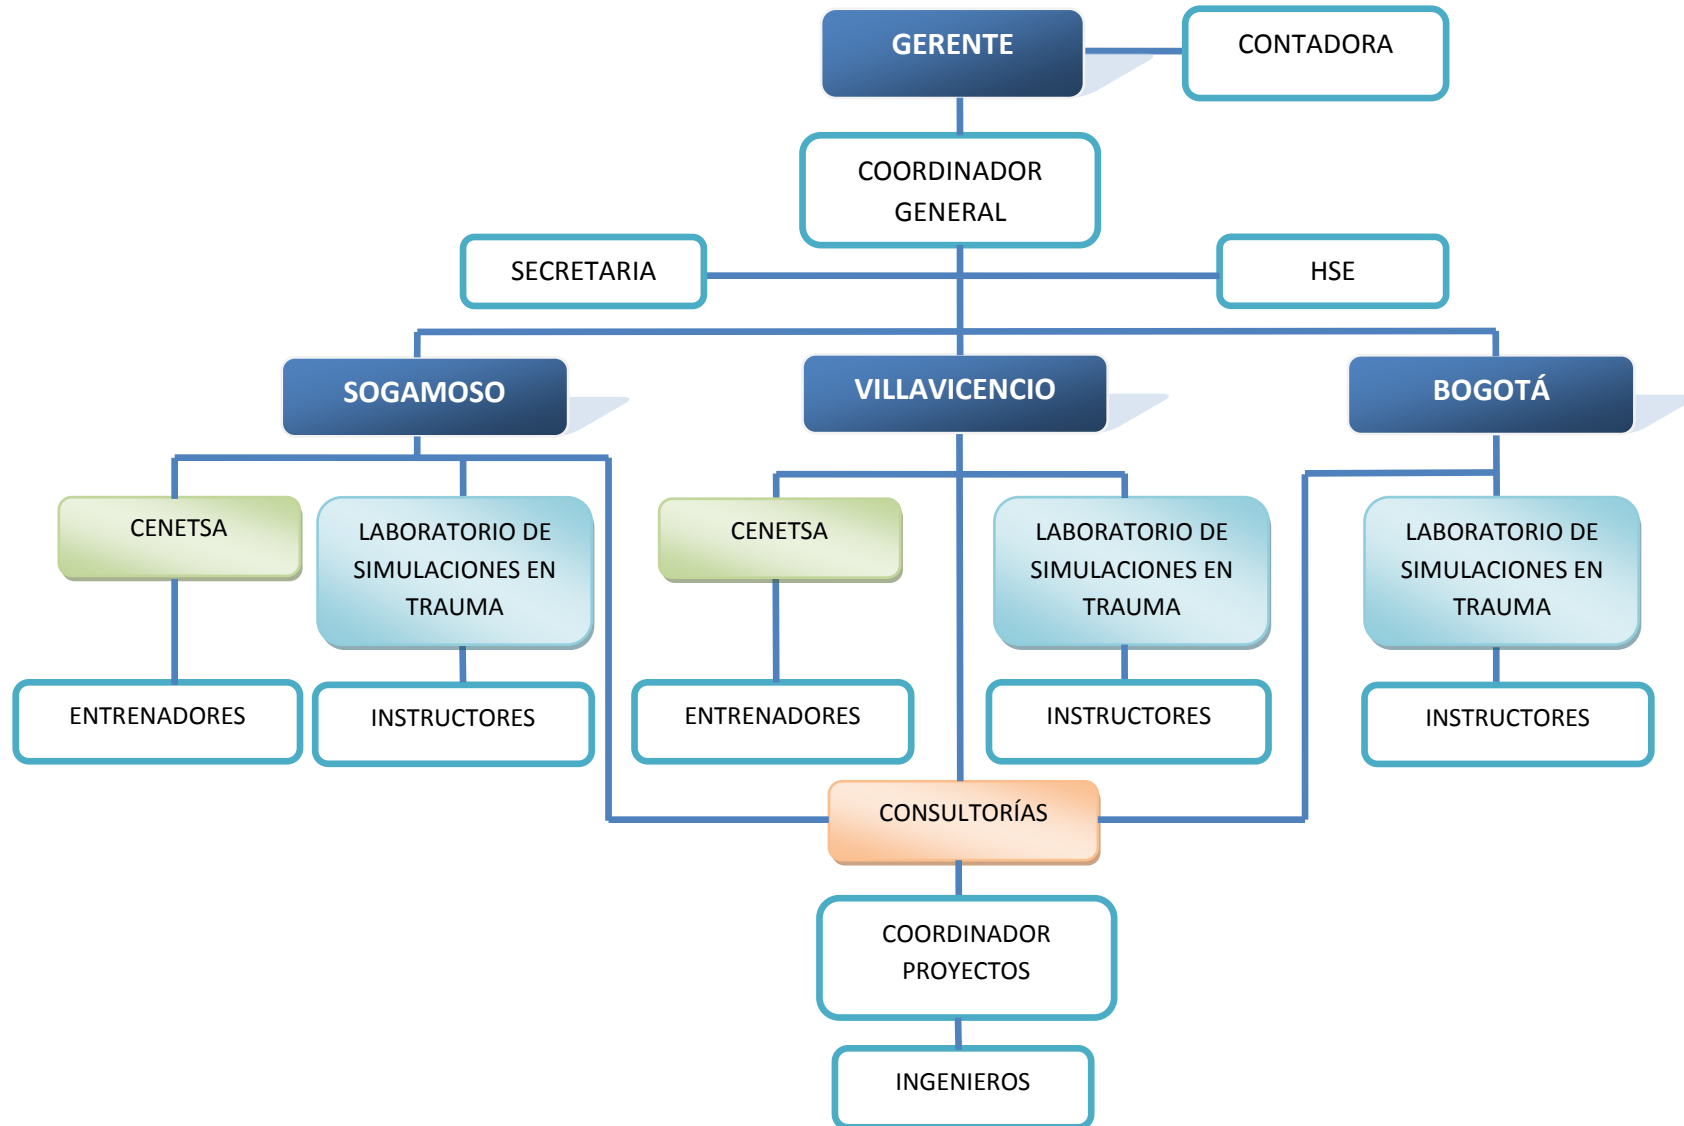 GERENTE
CONTADORA
COORDINADOR
GENERAL
SECRETARIA
HSE
SOGAMOSO
VILLAVICENCIO
BOGOTÁ
CENETSA
LABORATORIO DE
SIMULACIONES EN
TRAUMA
CENETSA
LABORATORIO DE
SIMULACIONES EN
TRAUMA
LABORATORIO DE
SIMULACIONES EN
TRAUMA
ENTRENADORES
INSTRUCTORES
ENTRENADORES
INSTRUCTORES
INSTRUCTORES
CONSULTORÍAS
COORDINADOR
PROYECTOS
INGENIEROS